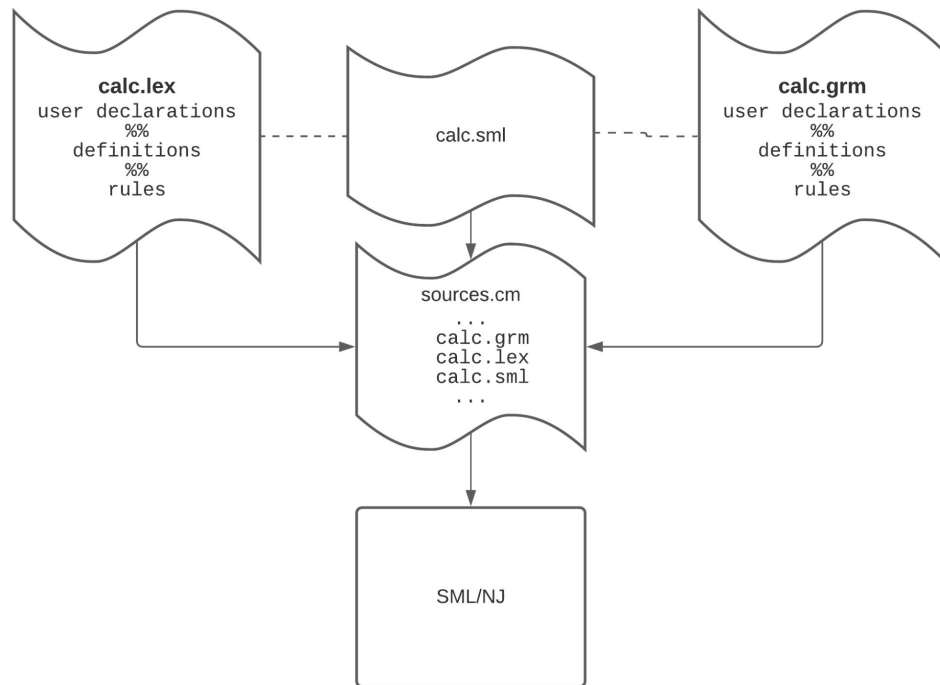 calc.lex
user declarations
%%
definitions
%%
rules
calc.sml
calc.grm
user declarations
%%
definitions
%%
rules
sources.cm
...
calc.grm
calc.lex
calc.sml
...
SML/NJ